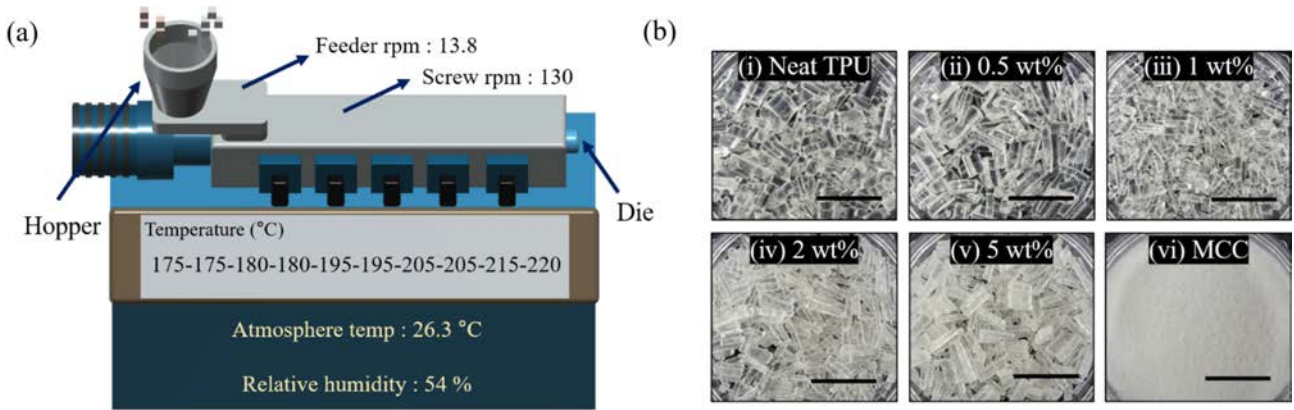 (a)
Feeder rpm : 13.8
Screw rpm : 130
Hopper
Die
Temperature (°C)
175-175-180-180-195-195-205-205-215-220
Atmosphere temp : 26.3 °C
Relative humidity : 54 %
(b)
(i) Neat TPU
(ii) 0.5 wt%
(iii) 1 wt%
(iv) 2 wt%
(v) 5 wt%
(vi) MCC